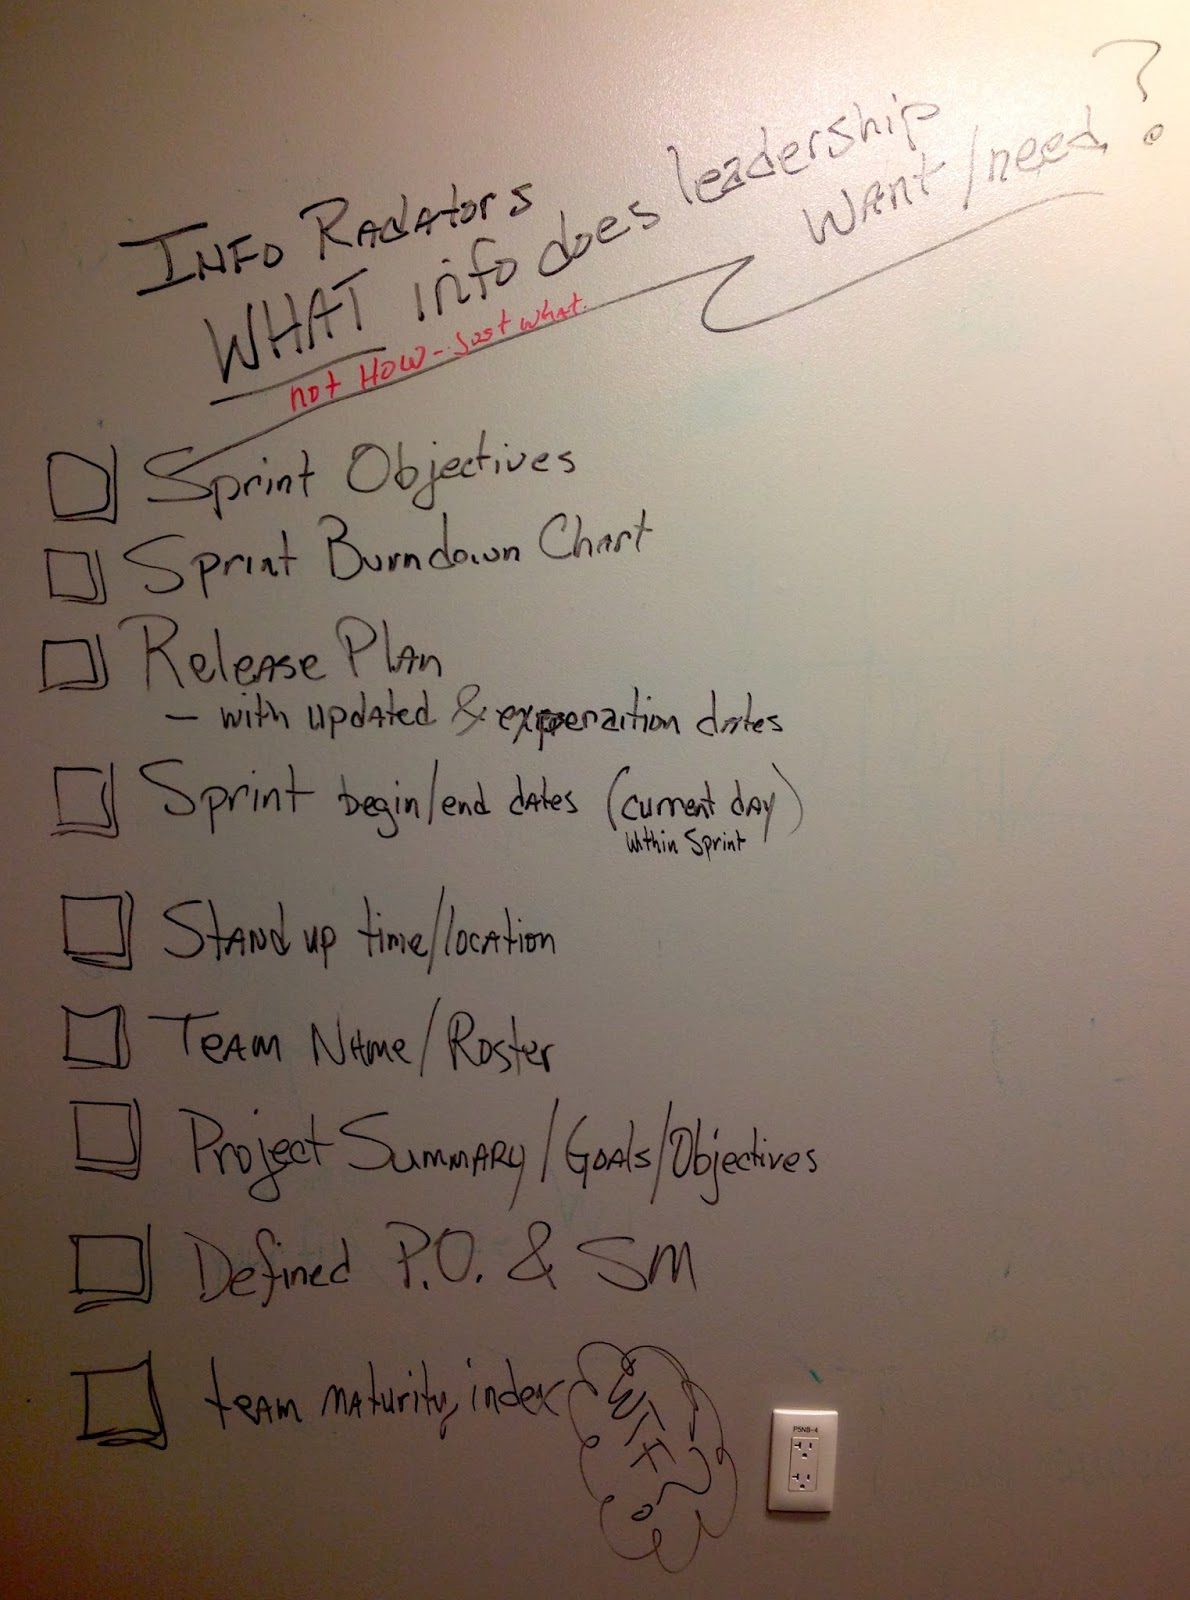 INFO RADATORS
WHAT info does leadership
WANT/need?
not HOW - Just what.
Sprint Objectives
Sprint Burndown Chart
Release Plan
- with updated & experaition dates
Sprint begin/end dates (current day)
within Sprint
Stand up time/location
Team Name/Roster
Project Summary/Goals/Objectives
Defined P.O. & SM
team maturity index
WTF?
P5NB-4